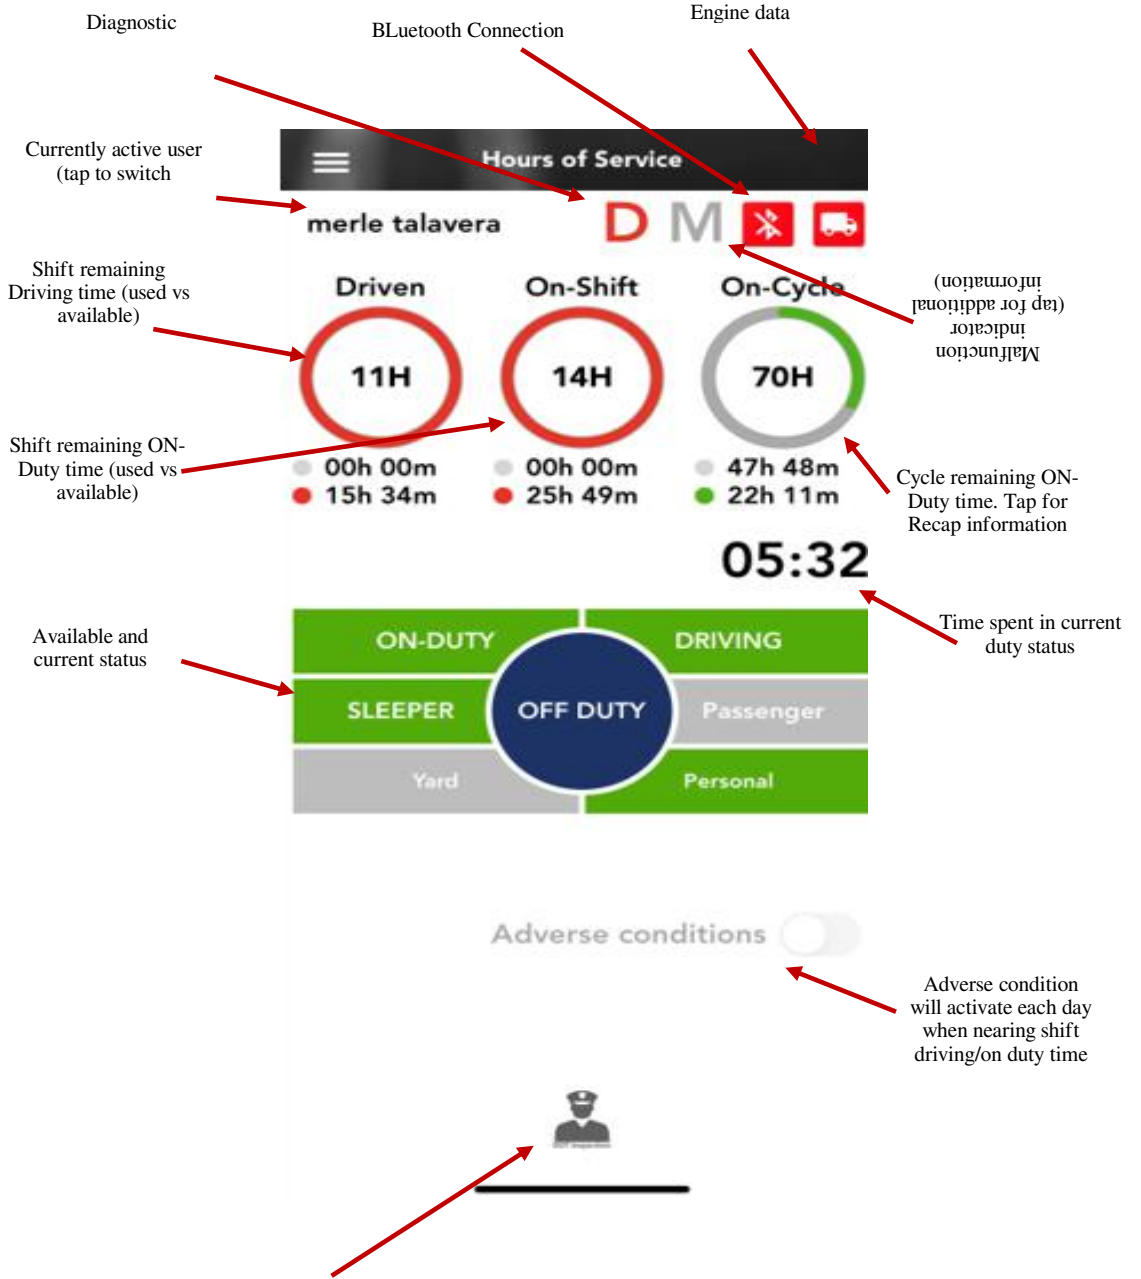 Diagnostic
BLuetooth Connection
Engine data
Currently active user
(tap to switch
Hours of Service
merle talavera
D M
Malfunction
indicator
(tap for additional
information)
Shift remaining
Driving time (used vs
available)
Driven
On-Shift
On-Cycle
11H
14H
70H
Shift remaining ON-
Duty time (used vs
available)
00h 00m
15h 34m
00h 00m
25h 49m
47h 48m
22h 11m
Cycle remaining ON-
Duty time. Tap for
Recap information
05:32
Time spent in current
duty status
Available and
current status
ON-DUTY
DRIVING
SLEEPER
OFF DUTY
Passenger
Yard
Personal
Adverse conditions
Adverse condition
will activate each day
when nearing shift
driving/on duty time